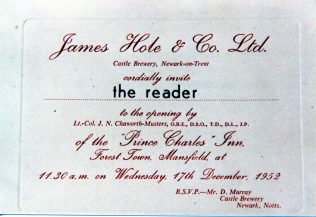 James Hole & Co. Ltd.
Castle Brewery, Newark-on-Trent
cordially invite
the reader
to the opening by
Lt.-Col. J. N. Chaworth-Musters, O.B.E., D.S.O., T.D., D.L., J.P.
of the "Prince Charles" Inn,
Forest Town, Mansfield, at
11.30 a.m. on Wednesday, 17th December, 1952
R.S.V.P.—Mr. D. Murray
Castle Brewery
Newark, Notts.